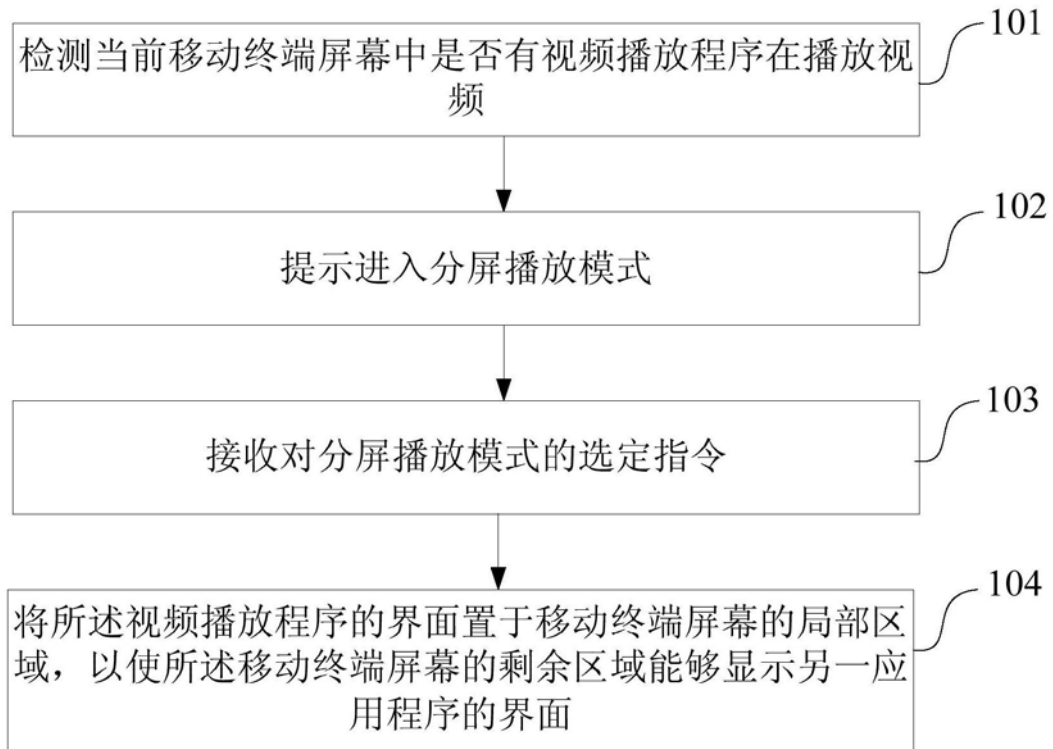 101
检测当前移动终端屏幕中是否有视频播放程序在播放视
频
102
提示进入分屏播放模式
103
接收对分屏播放模式的选定指令
104
将所述视频播放程序的界面置于移动终端屏幕的局部区
域，以使所述移动终端屏幕的剩余区域能够显示另一应
用程序的界面